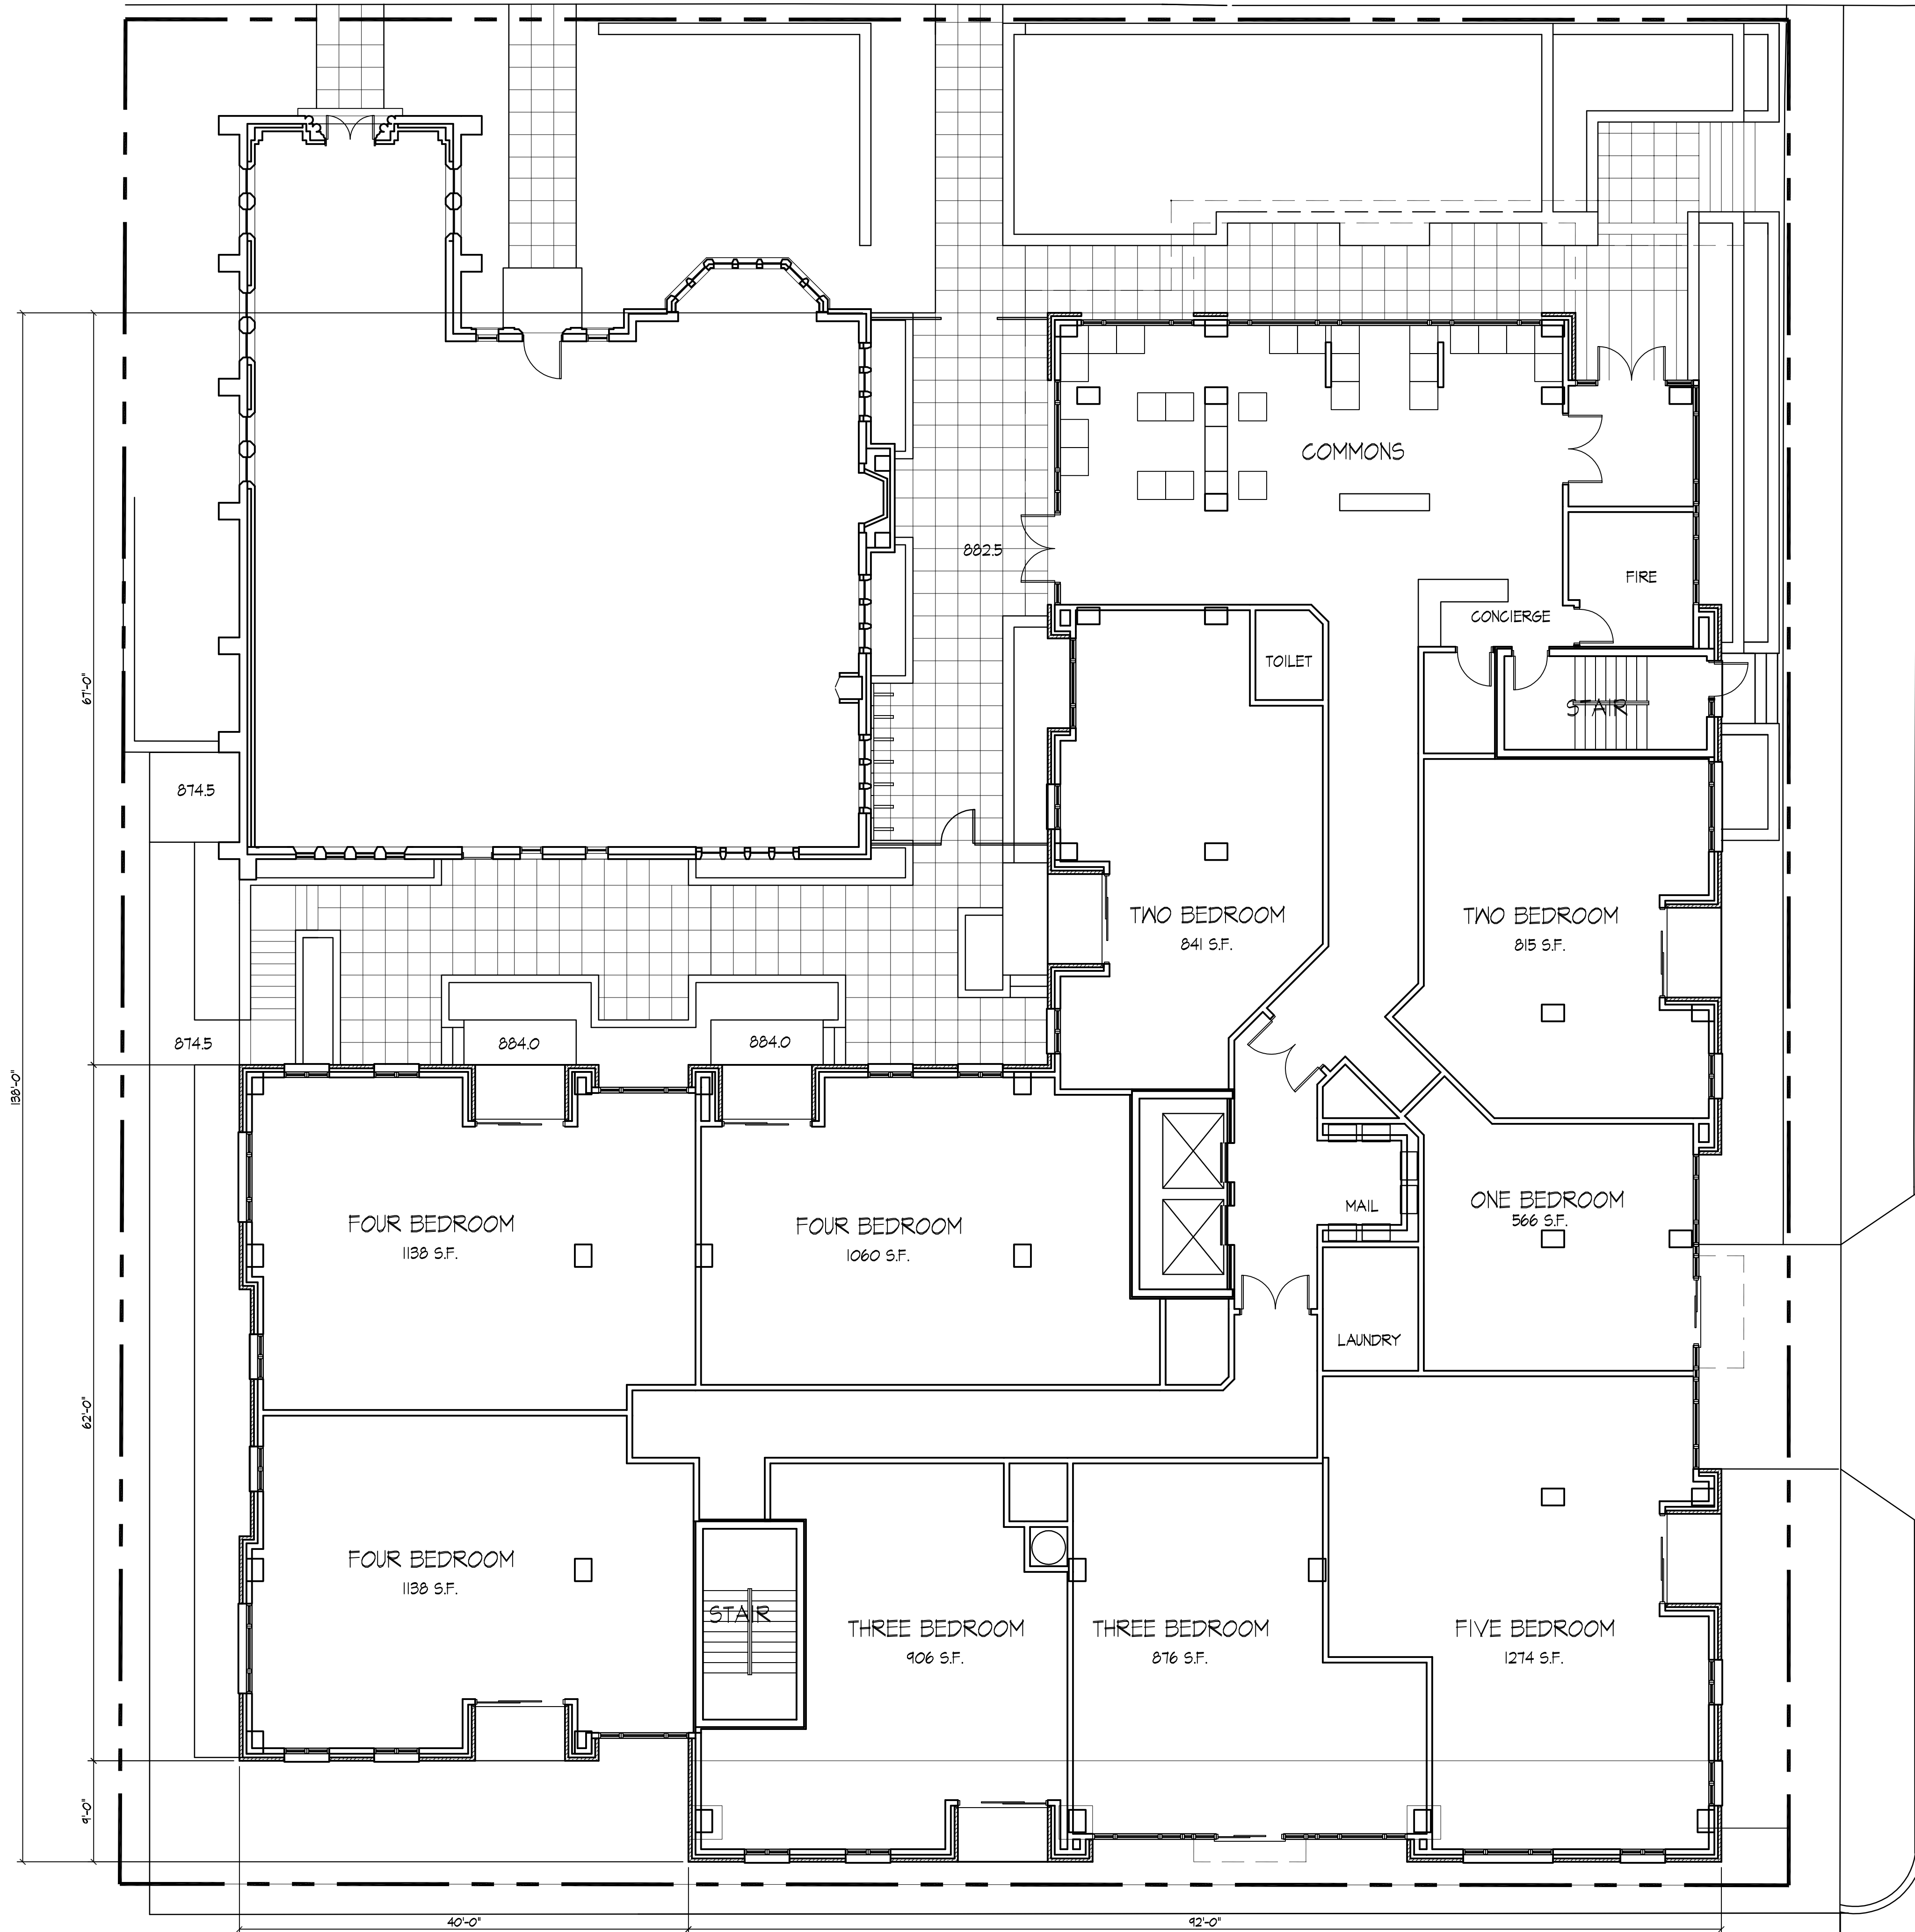 COMMONS
882.5
FIRE
CONCIERGE
TOILET
67'-0"
STAIR
874.5
TWO BEDROOM
841 S.F.
TWO BEDROOM
815 S.F.
874.5
884.0
884.0
138'-0"
MAIL
ONE BEDROOM
566 S.F.
FOUR BEDROOM
1138 S.F.
FOUR BEDROOM
1060 S.F.
LAUNDRY
62'-0"
FOUR BEDROOM
1138 S.F.
STAIR
THREE BEDROOM
906 S.F.
THREE BEDROOM
876 S.F.
FIVE BEDROOM
1274 S.F.
9'-0"
40'-0"
92'-0"